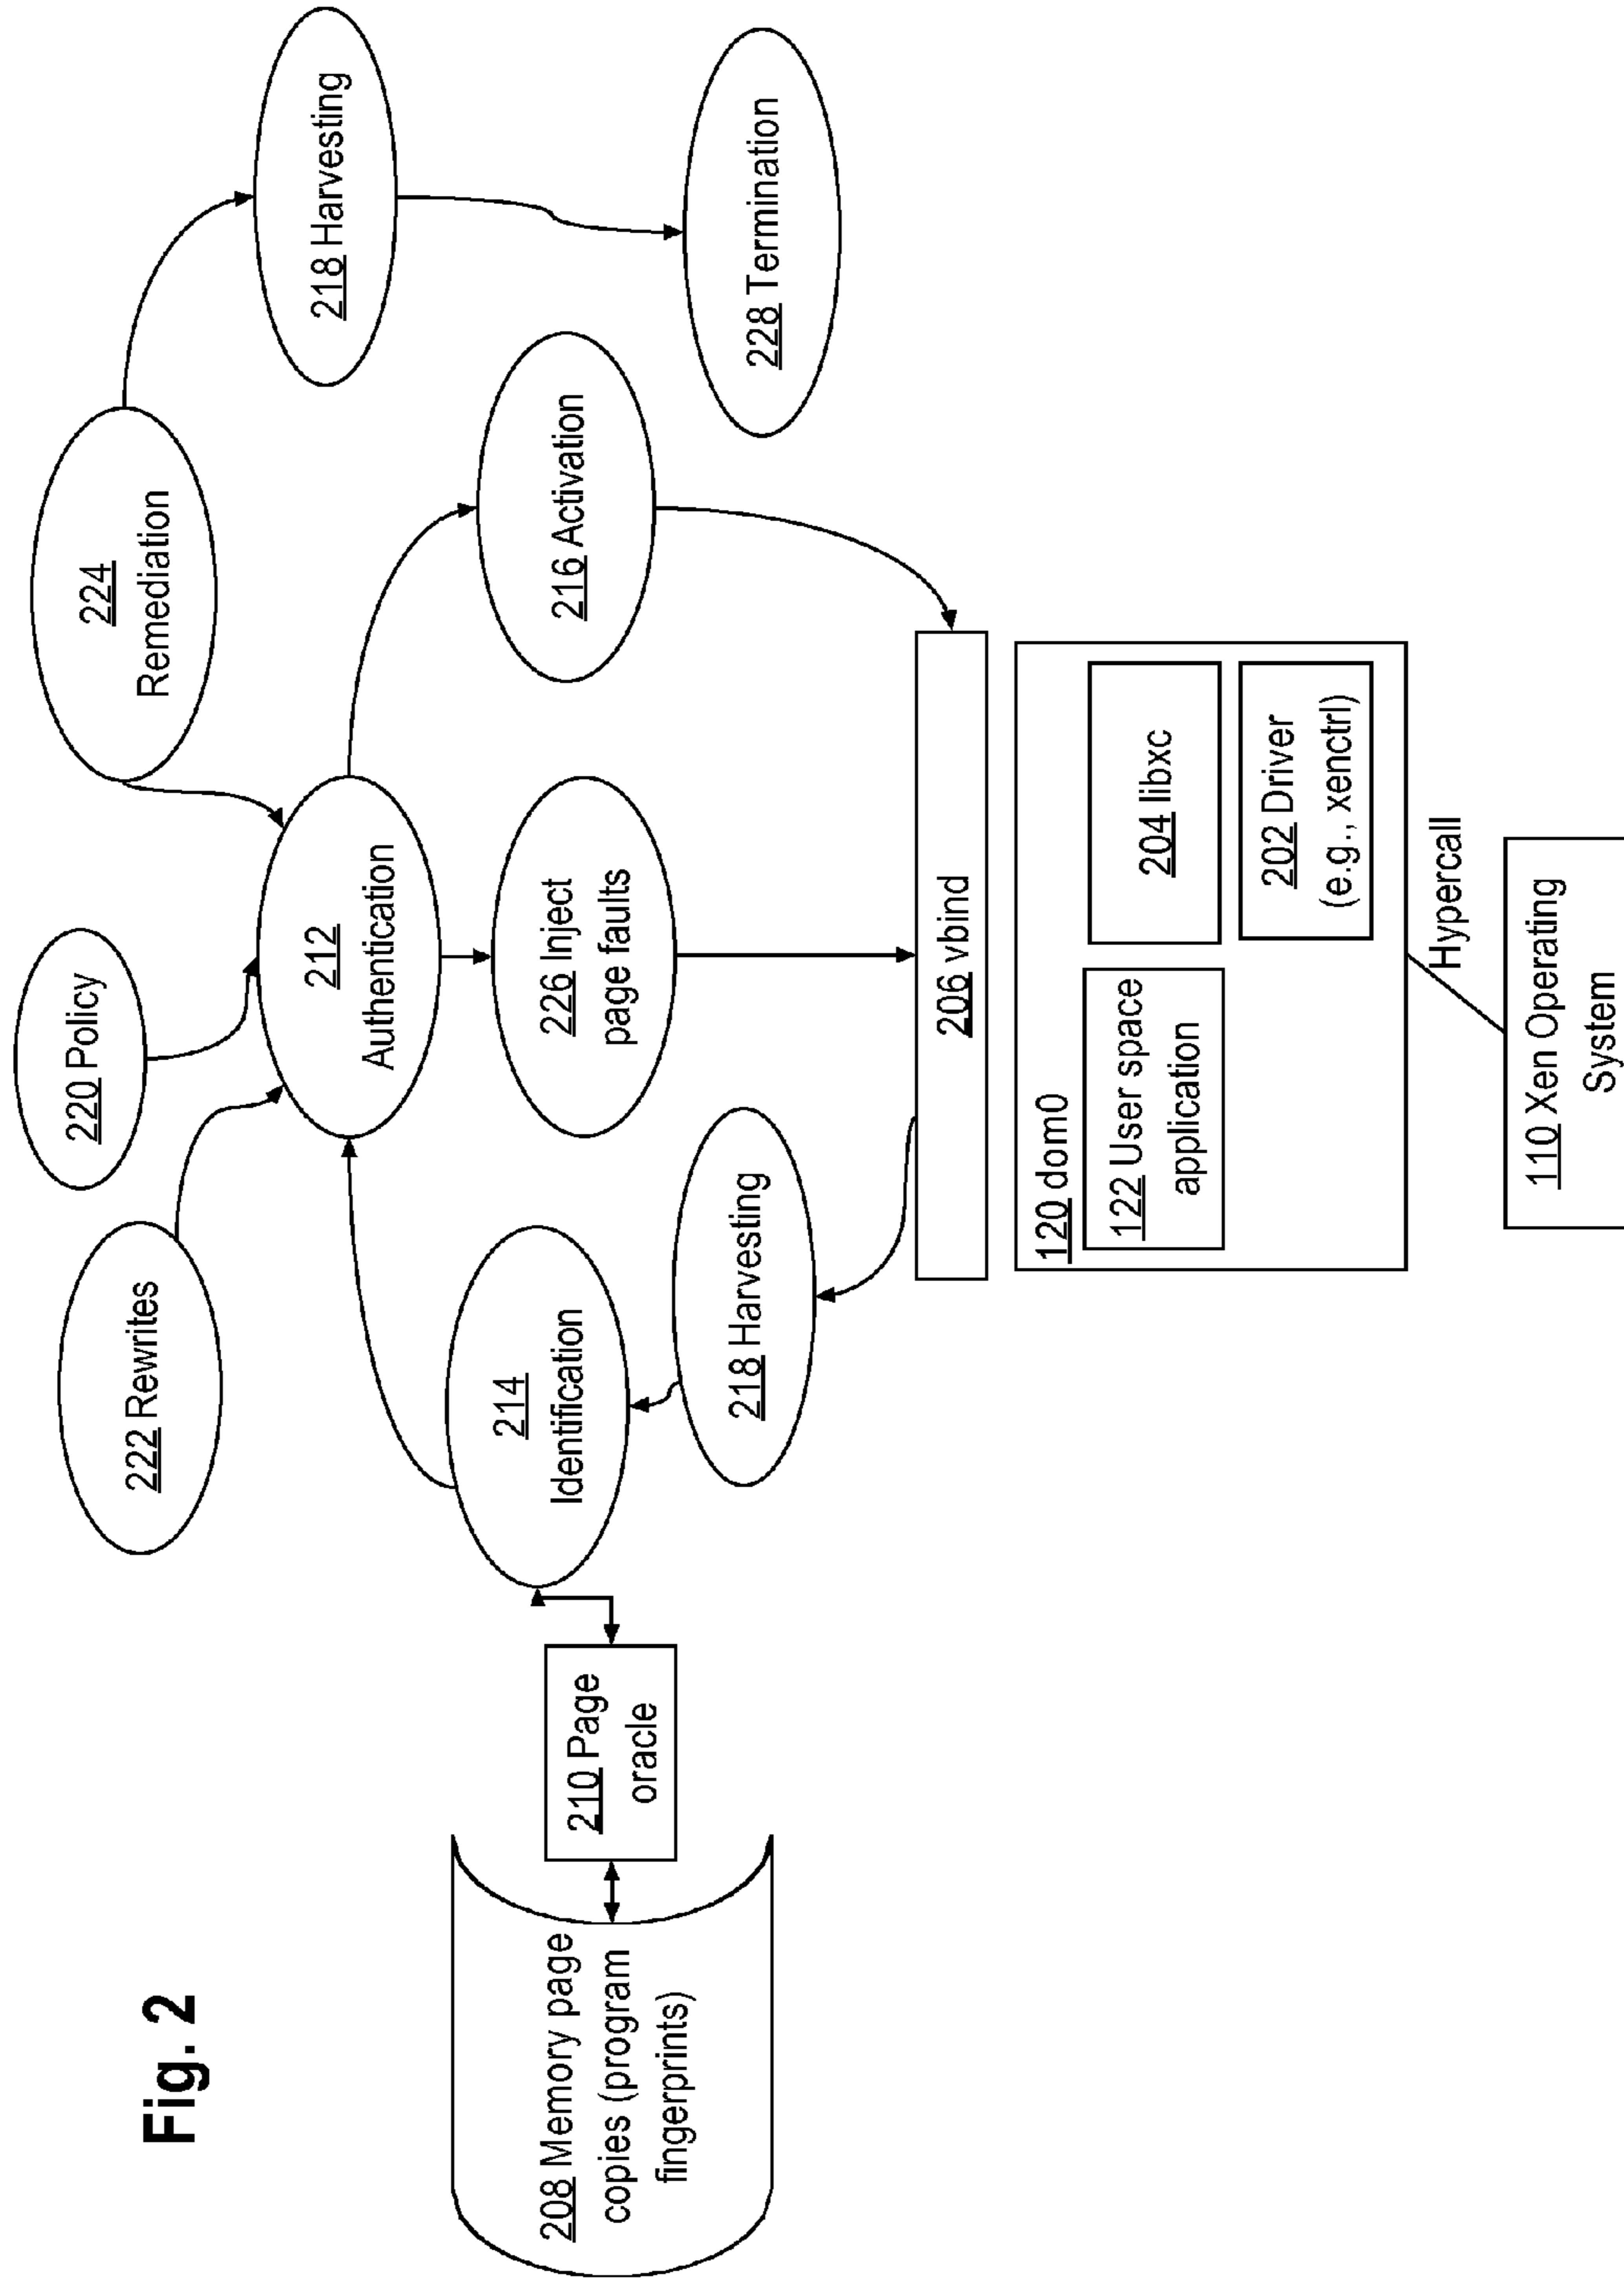 Fig. 2
222 Rewrites
220 Policy
224
Remediation
212
Authentication
218 Harvesting
214
Identification
226 Inject
page faults
216 Activation
208 Memory page
copies (program
fingerprints)
210 Page
oracle
218 Harvesting
228 Termination
206 vbind
120 dom0
122 User space
application
204 libxc
202 Driver
(e.g., xenctrl)
Hypercall
110 Xen Operating
System